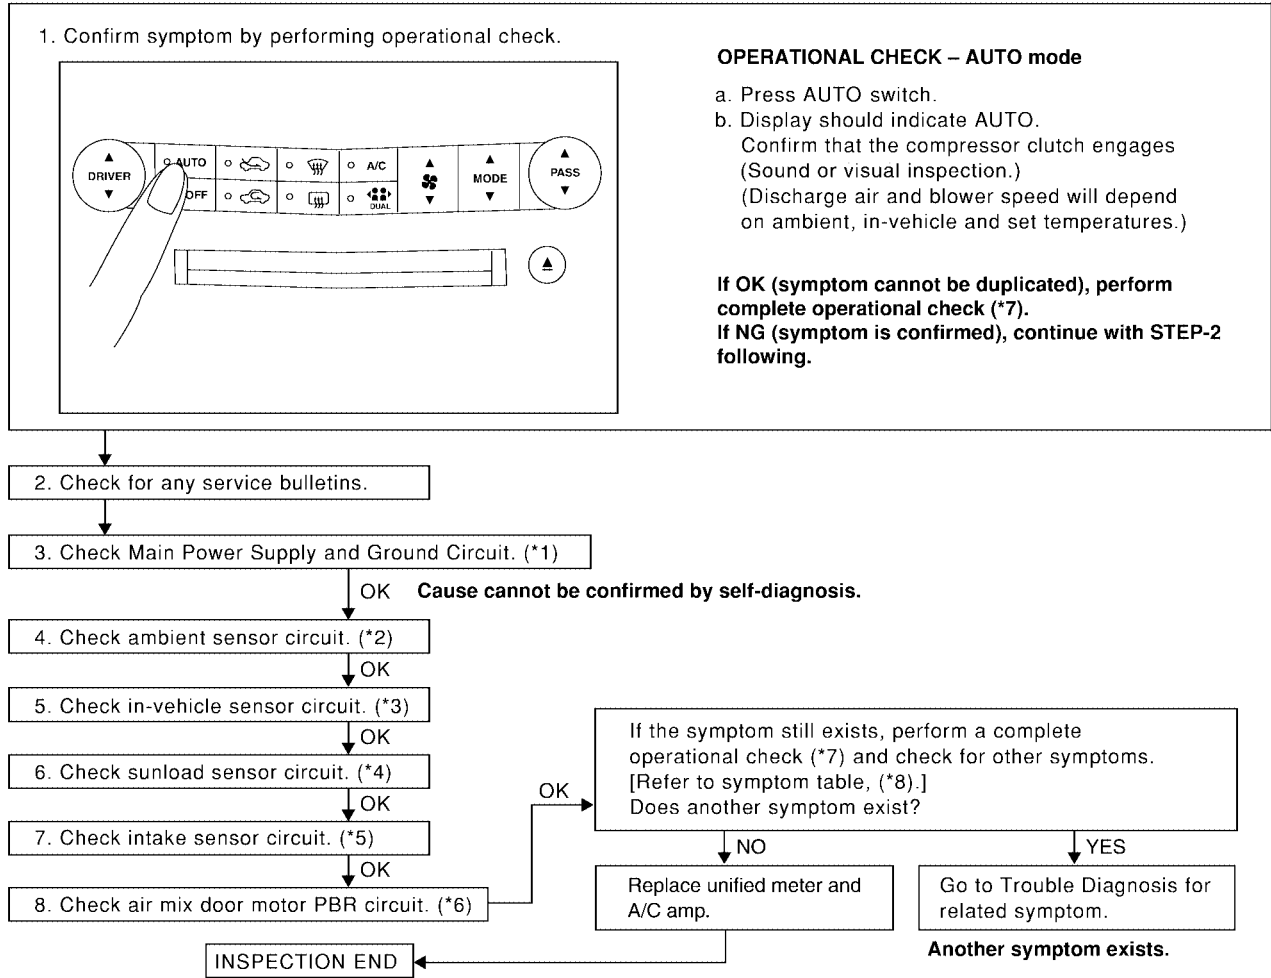 1. Confirm symptom by performing operational check.
DRIVER
AUTO
OFF
A/C
DUAL
MODE
PASS
OPERATIONAL CHECK – AUTO mode
a. Press AUTO switch.
b. Display should indicate AUTO.
Confirm that the compressor clutch engages
(Sound or visual inspection.)
(Discharge air and blower speed will depend
on ambient, in-vehicle and set temperatures.)
If OK (symptom cannot be duplicated), perform
complete operational check (*7).
If NG (symptom is confirmed), continue with STEP-2
following.
2. Check for any service bulletins.
3. Check Main Power Supply and Ground Circuit. (*1)
OK
Cause cannot be confirmed by self-diagnosis.
4. Check ambient sensor circuit. (*2)
OK
5. Check in-vehicle sensor circuit. (*3)
OK
6. Check sunload sensor circuit. (*4)
OK
7. Check intake sensor circuit. (*5)
OK
8. Check air mix door motor PBR circuit. (*6)
OK
If the symptom still exists, perform a complete
operational check (*7) and check for other symptoms.
[Refer to symptom table, (*8).]
Does another symptom exist?
NO
YES
Replace unified meter and
A/C amp.
Go to Trouble Diagnosis for
related symptom.
Another symptom exists.
INSPECTION END